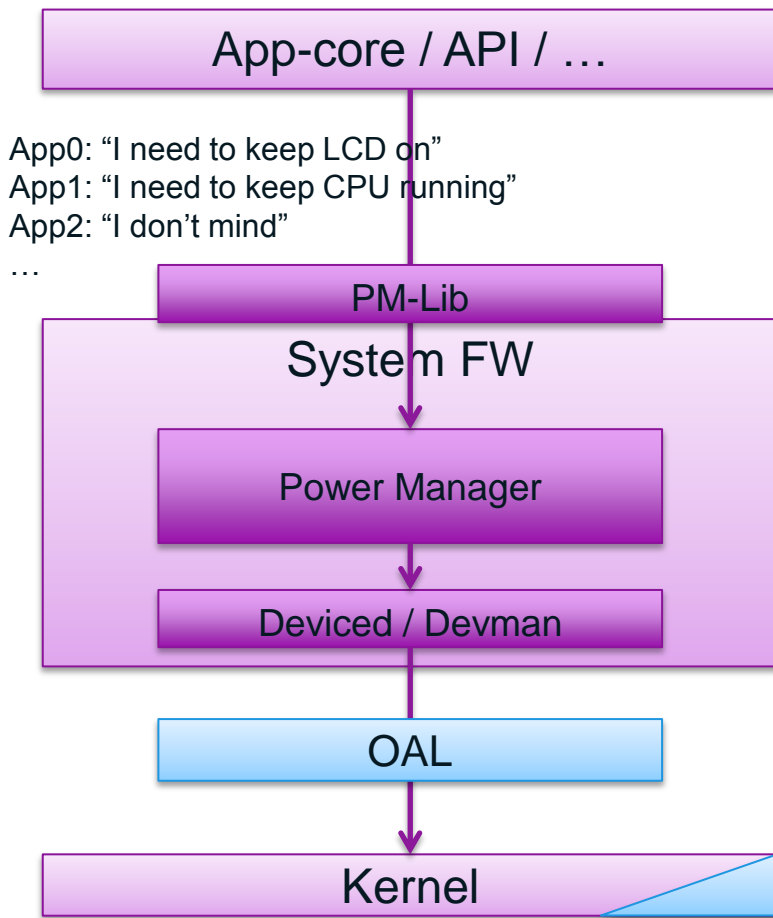 App-core / API / …
App0: “I need to keep LCD on”
App1: “I need to keep CPU running”
App2: “I don’t mind”
…
PM-Lib
System FW
Power Manager
Deviced / Devman
OAL
Kernel